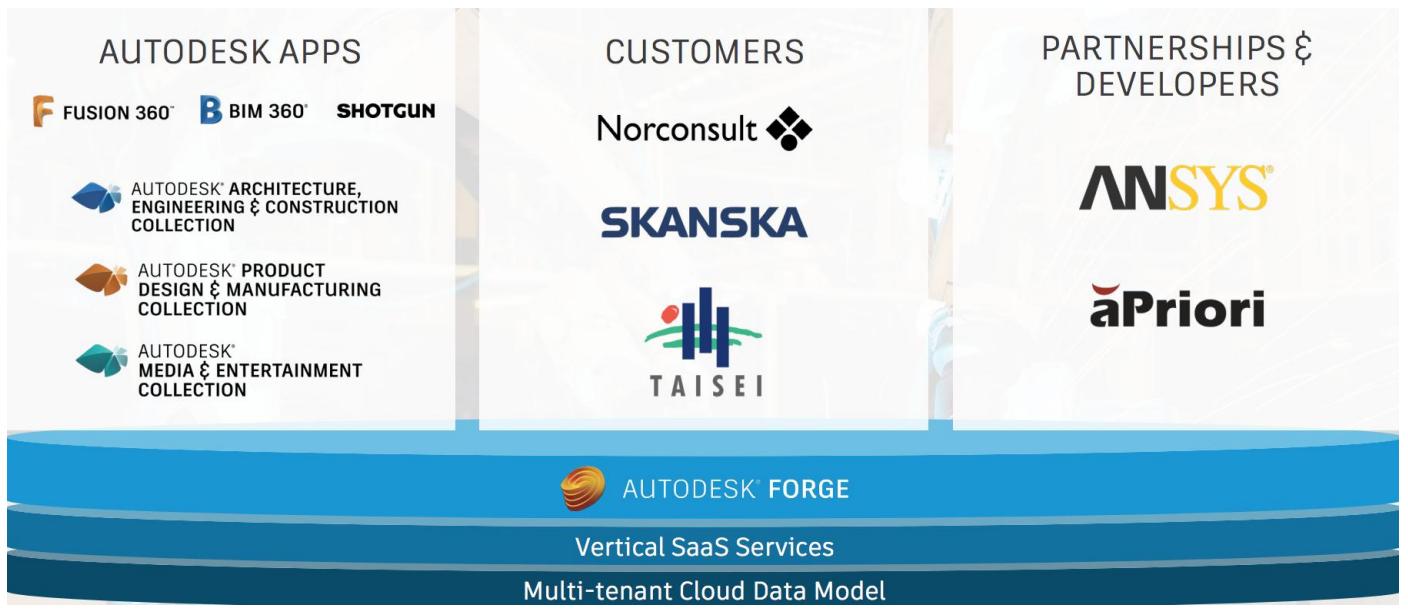 AUTODESK APPS
FUSION 360™ BIM 360® SHOTGUN
AUTODESK® ARCHITECTURE,
ENGINEERING & CONSTRUCTION
COLLECTION
AUTODESK® PRODUCT
DESIGN & MANUFACTURING
COLLECTION
AUTODESK®
MEDIA & ENTERTAINMENT
COLLECTION
CUSTOMERS
Norconsult
SKANSKA
TAISEI
PARTNERSHIPS &
DEVELOPERS
ANSYS®
aPriori
AUTODESK® FORGE
Vertical SaaS Services
Multi-tenant Cloud Data Model